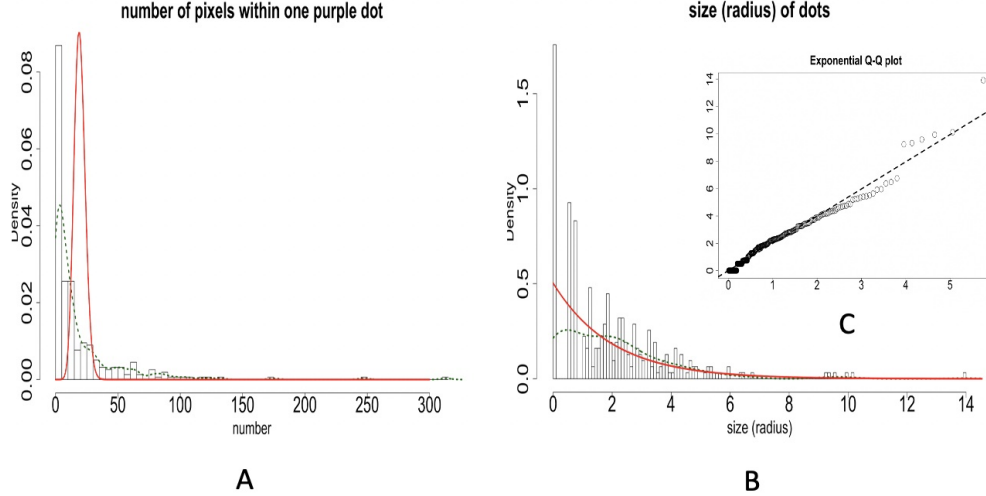 number of pixels within one purple dot
Density
0.00 0.02 0.04 0.06 0.08
0 50 100 150 200 250 300
number
A
size (radius) of dots
Density
0.0 0.5 1.0 1.5
0 2 4 6 8 10 12 14
size (radius)
B
Exponential Q-Q plot
0 2 4 6 8 10 12 14
0 1 2 3 4 5
C